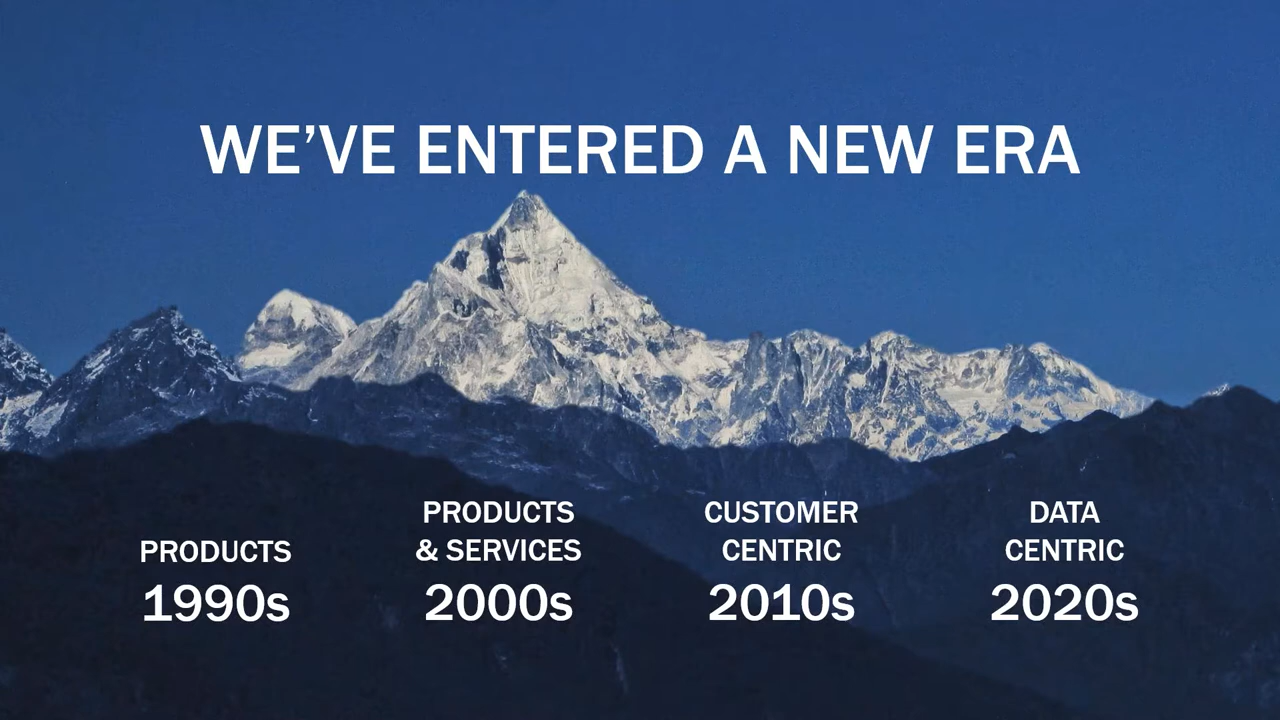 WE’VE ENTERED A NEW ERA
PRODUCTS
1990s
PRODUCTS
& SERVICES
2000s
CUSTOMER
CENTRIC
2010s
DATA
CENTRIC
2020s